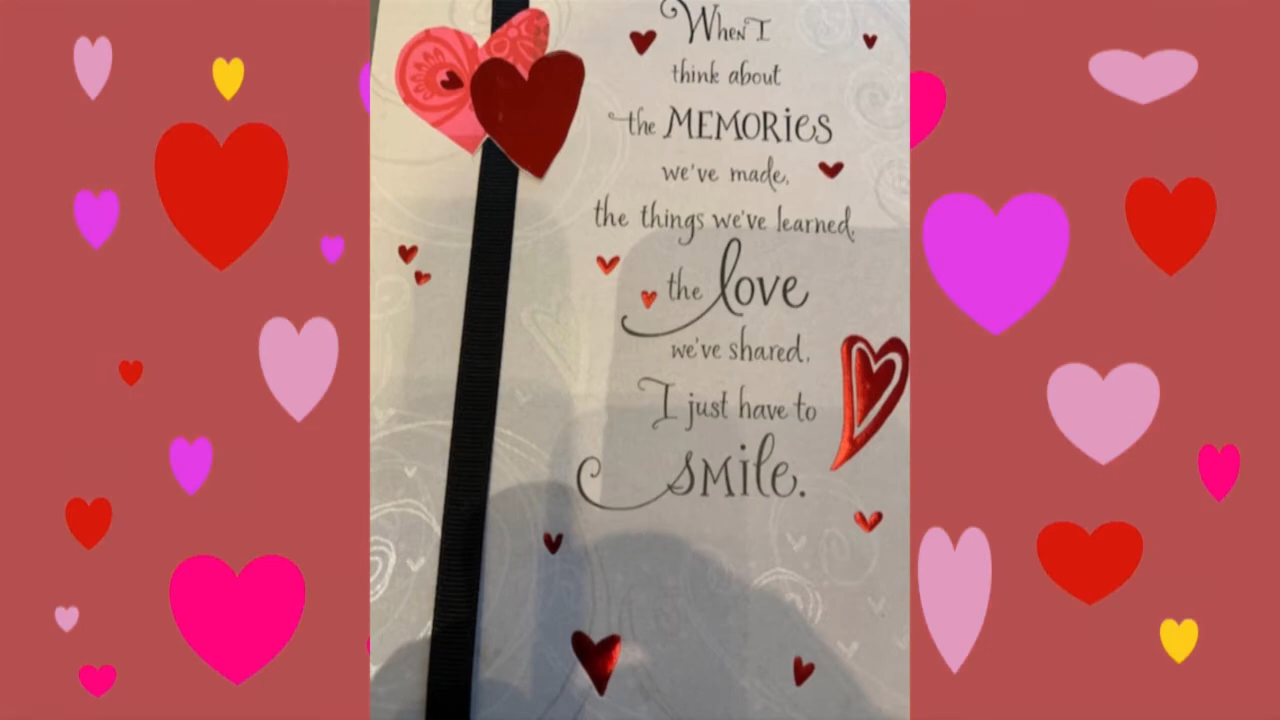 When I
think about
the MEMORIES
we've made,
the things we've learned,
the love
we've shared,
I just have to
smile.